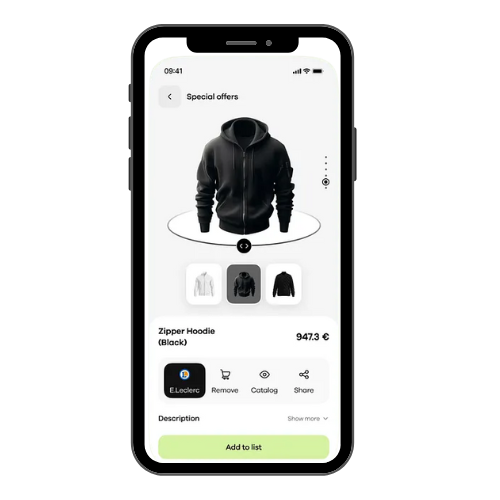 09:41
Special offers
Zipper Hoodie
(Black)
947.3 €
E.Leclerc
Remove
Catalog
Share
Description
Show more
Add to list